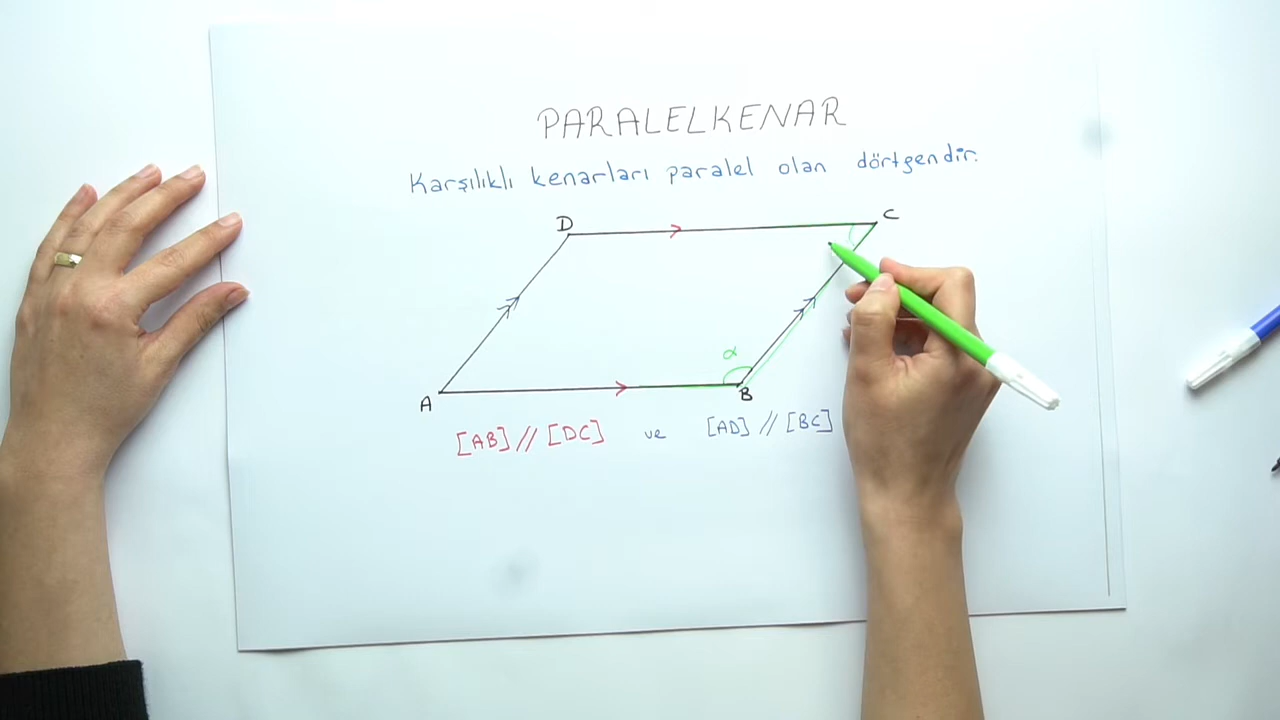 PARALELKENAR
Karşılıklı kenarları paralel olan dörtgendir.
D
C
α
A
B
[AB] // [DC] ve [AD] // [BC]